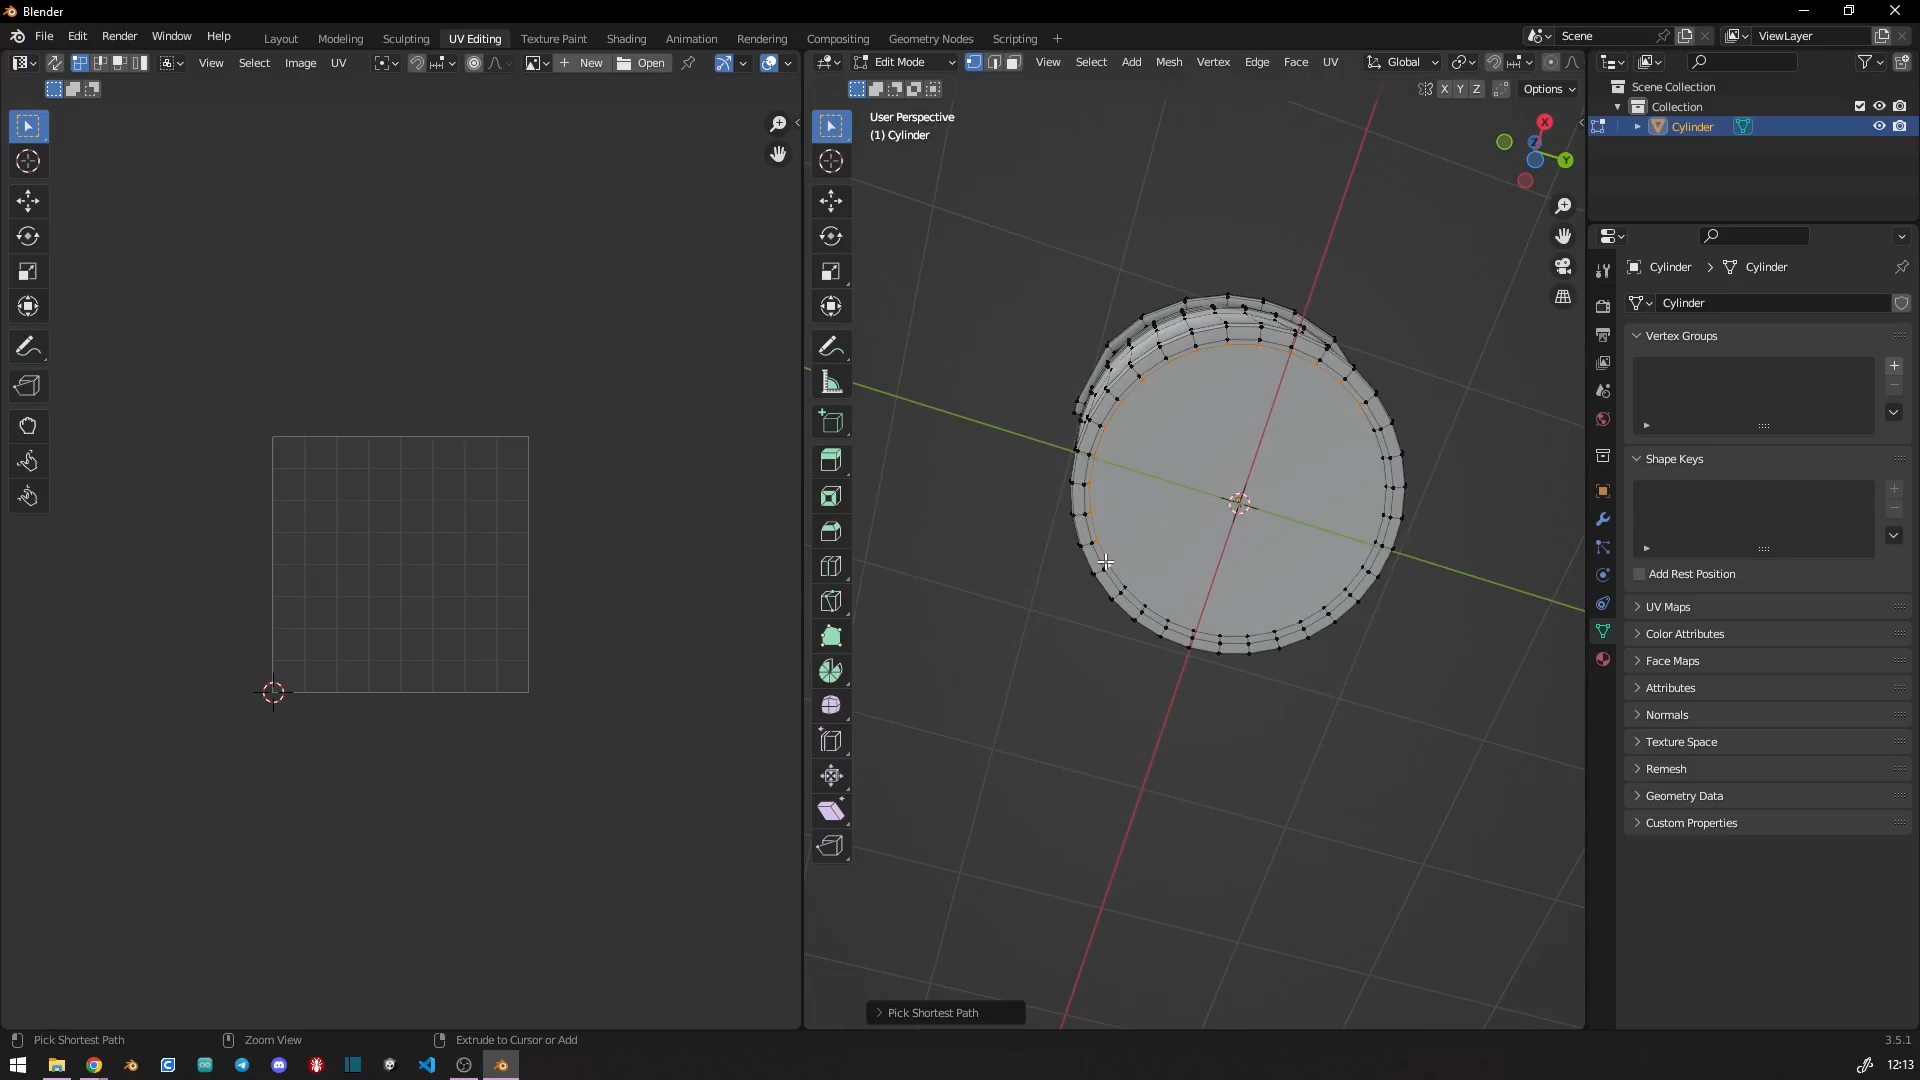 Blender
File Edit Render Window Help
Layout Modeling Sculpting UV Editing Texture Paint Shading Animation Rendering Compositing Geometry Nodes Scripting
Scene
ViewLayer
View Select Image UV
New
Open
Edit Mode
View Select Add Mesh Vertex Edge Face UV
Global
X Y Z
Options
User Perspective
(1) Cylinder
X
Y
Z
Scene Collection
Collection
Cylinder
Cylinder > Cylinder
Cylinder
Vertex Groups
Shape Keys
Add Rest Position
UV Maps
Color Attributes
Face Maps
Attributes
Normals
Texture Space
Remesh
Geometry Data
Custom Properties
Pick Shortest Path
Pick Shortest Path
Zoom View
Extrude to Cursor or Add
3.5.1
12:13